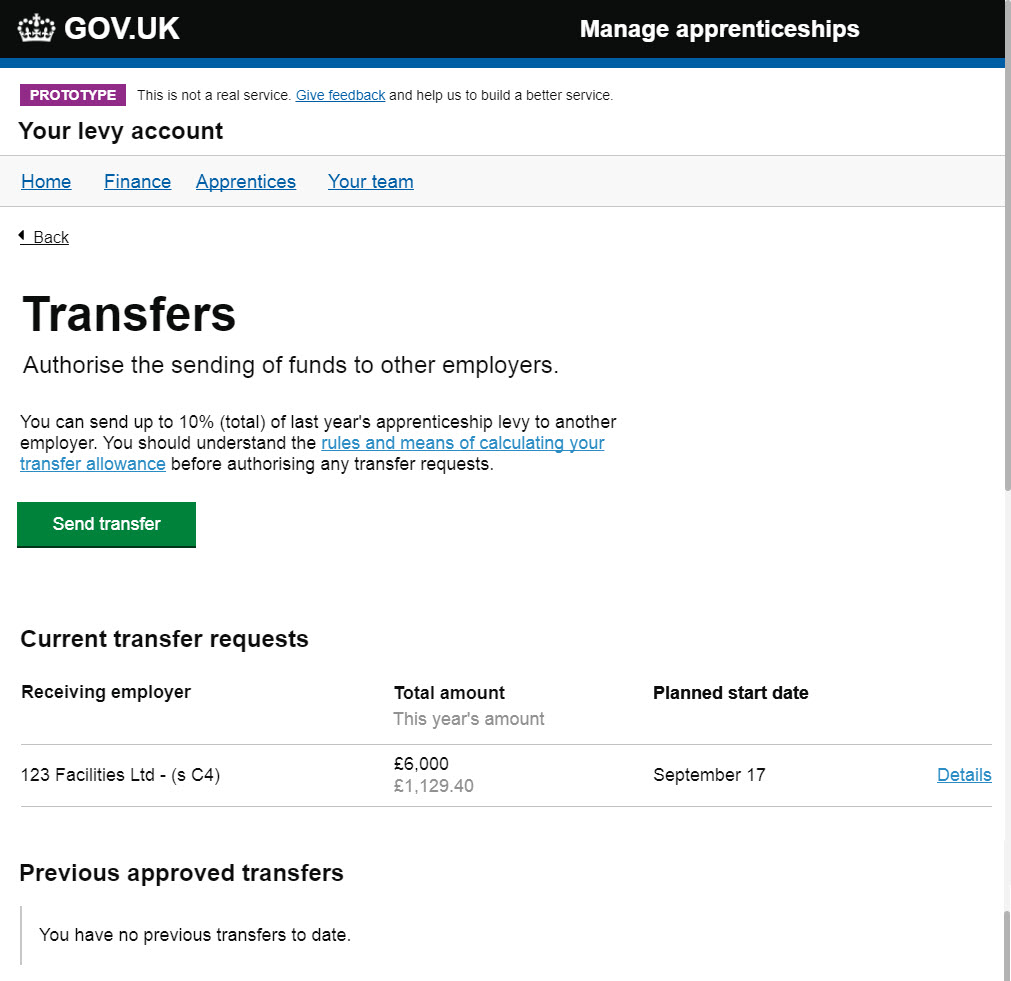 GOV.UK Manage apprenticeships
PROTOTYPE This is not a real service. Give feedback and help us to build a better service.
Your levy account
Home Finance Apprentices Your team
Back
Transfers
Authorise the sending of funds to other employers.
You can send up to 10% (total) of last year's apprenticeship levy to another
employer. You should understand the rules and means of calculating your
transfer allowance before authorising any transfer requests.
Send transfer
Current transfer requests
Receiving employer Total amount Planned start date
This year's amount
123 Facilities Ltd - (s C4) £6,000 September 17 Details
£1,129.40
Previous approved transfers
You have no previous transfers to date.